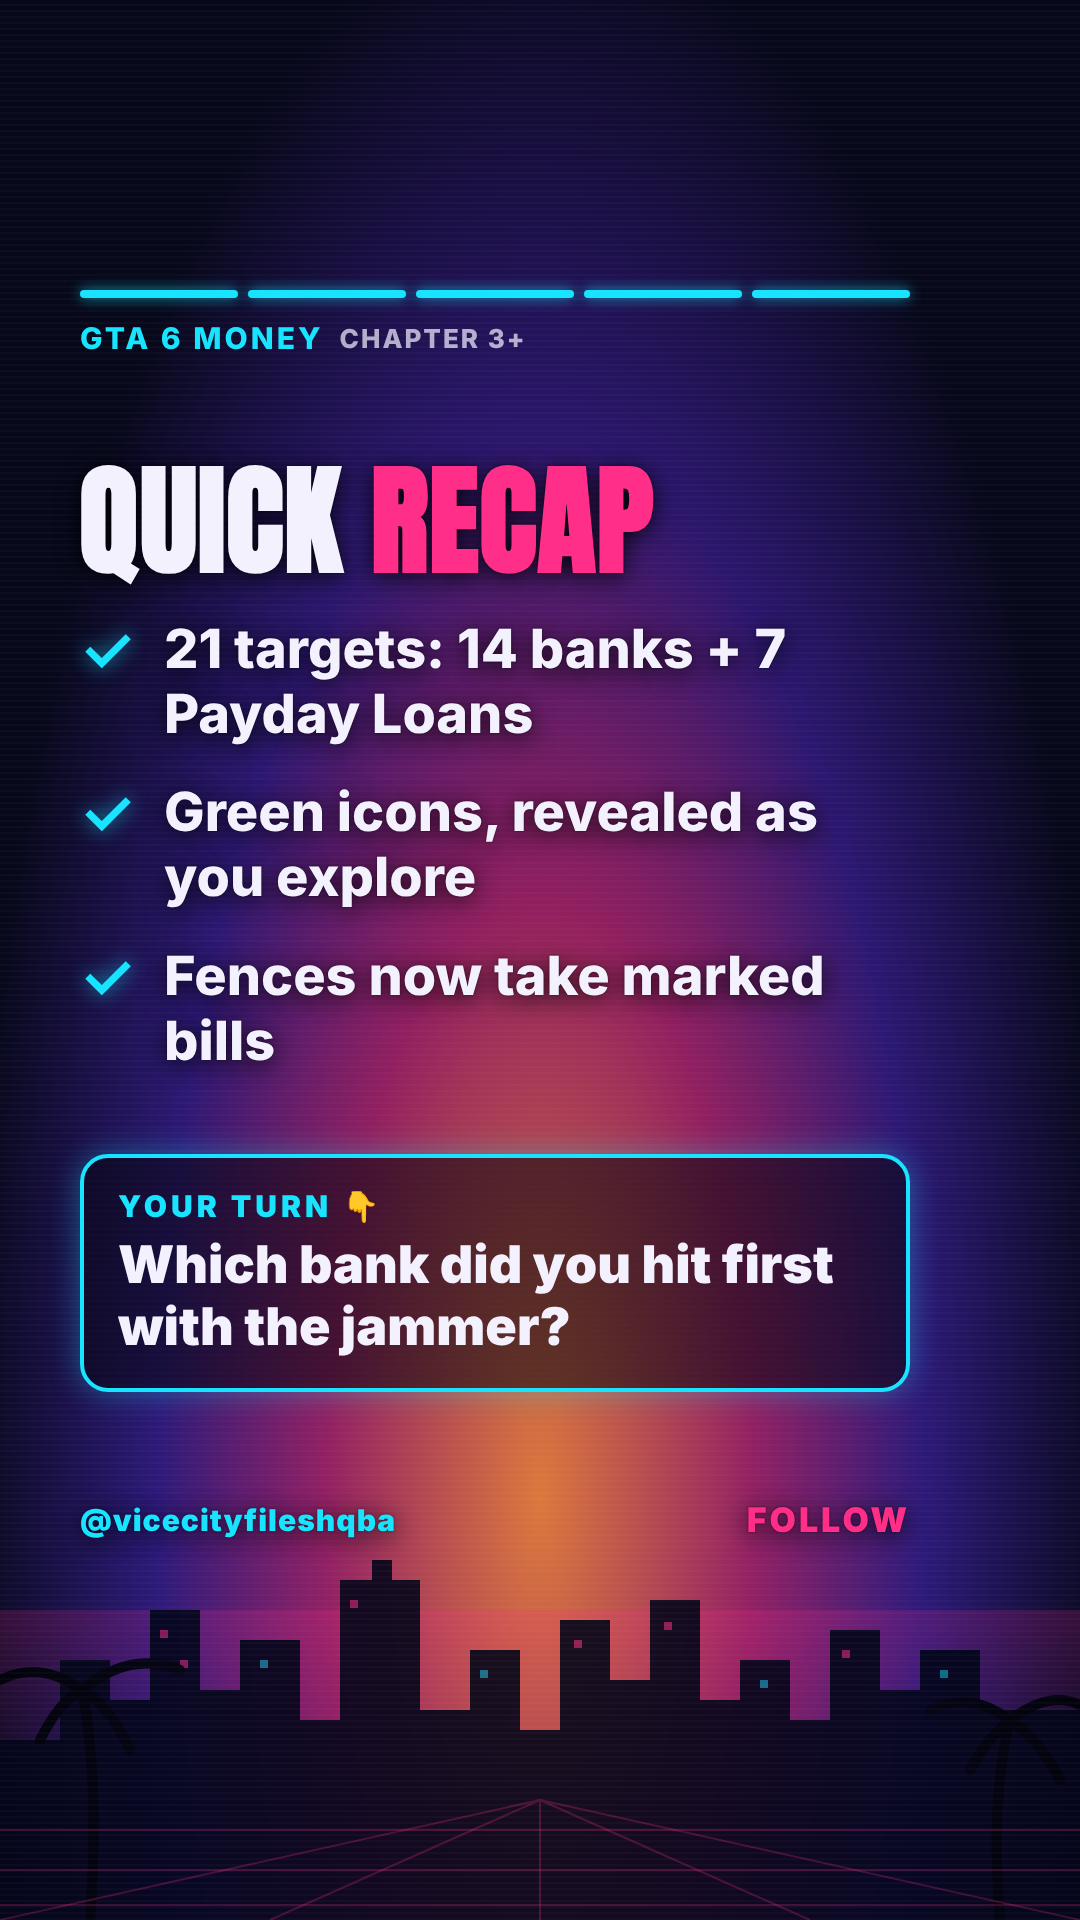 GTA 6 MONEY CHAPTER 3+
QUICK RECAP
21 targets: 14 banks + 7
Payday Loans
Green icons, revealed as
you explore
Fences now take marked
bills
YOUR TURN 👇
Which bank did you hit first
with the jammer?
@vicecityfileshqba FOLLOW